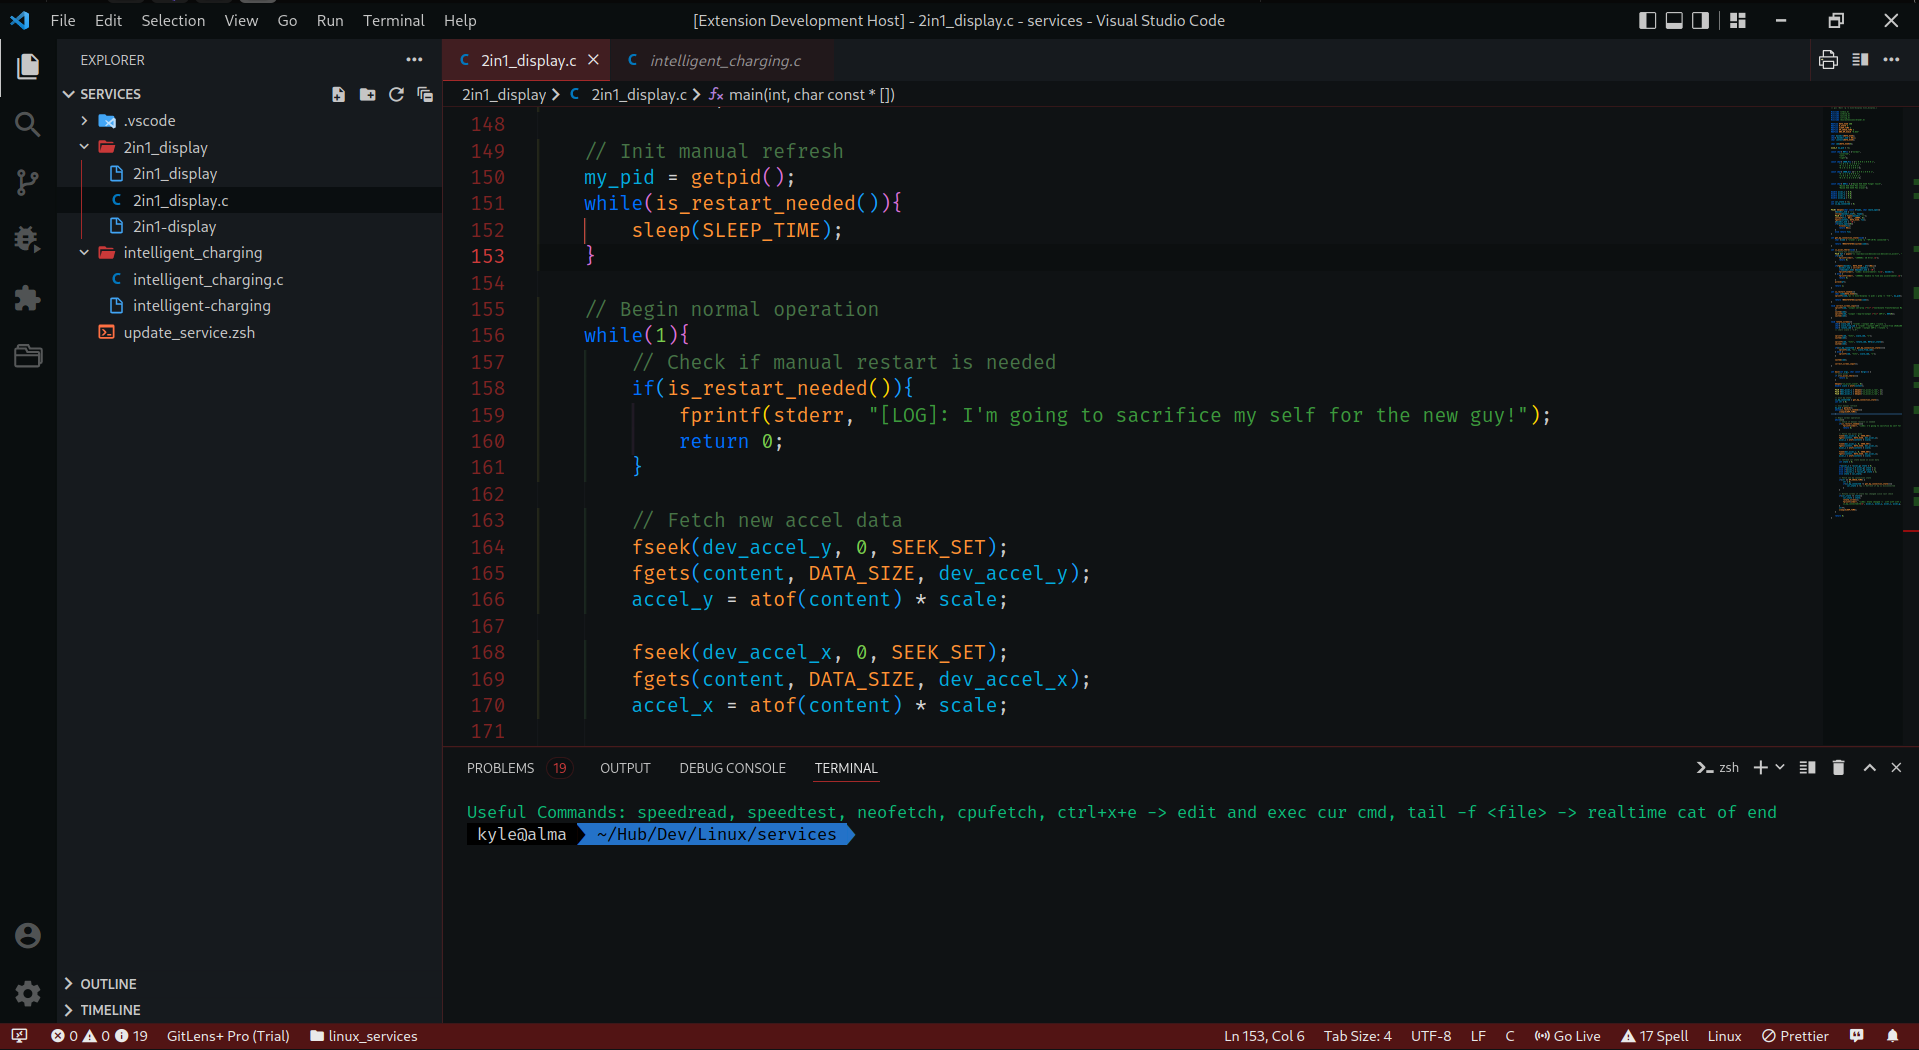 File Edit Selection View Go Run Terminal Help
[Extension Development Host] - 2in1_display.c - services - Visual Studio Code
EXPLORER
SERVICES
.vscode
2in1_display
2in1_display
2in1_display.c
2in1-display
intelligent_charging
intelligent_charging.c
intelligent-charging
update_service.zsh
OUTLINE
TIMELINE
C 2in1_display.c
C intelligent_charging.c
2in1_display > C 2in1_display.c > main(int, char const * [])
148
149 // Init manual refresh
150 my_pid = getpid();
151 while(is_restart_needed()){
152 sleep(SLEEP_TIME);
153 }
154
155 // Begin normal operation
156 while(1){
157 // Check if manual restart is needed
158 if(is_restart_needed()){
159 fprintf(stderr, "[LOG]: I'm going to sacrifice my self for the new guy!");
160 return 0;
161 }
162
163 // Fetch new accel data
164 fseek(dev_accel_y, 0, SEEK_SET);
165 fgets(content, DATA_SIZE, dev_accel_y);
166 accel_y = atof(content) * scale;
167
168 fseek(dev_accel_x, 0, SEEK_SET);
169 fgets(content, DATA_SIZE, dev_accel_x);
170 accel_x = atof(content) * scale;
171
PROBLEMS 19 OUTPUT DEBUG CONSOLE TERMINAL
zsh
Useful Commands: speedread, speedtest, neofetch, cpufetch, ctrl+x+e -> edit and exec cur cmd, tail -f <file> -> realtime cat of end
kyle@alma ~/Hub/Dev/Linux/services
0 0 19 GitLens+ Pro (Trial) linux_services
Ln 153, Col 6 Tab Size: 4 UTF-8 LF C Go Live 17 Spell Linux Prettier